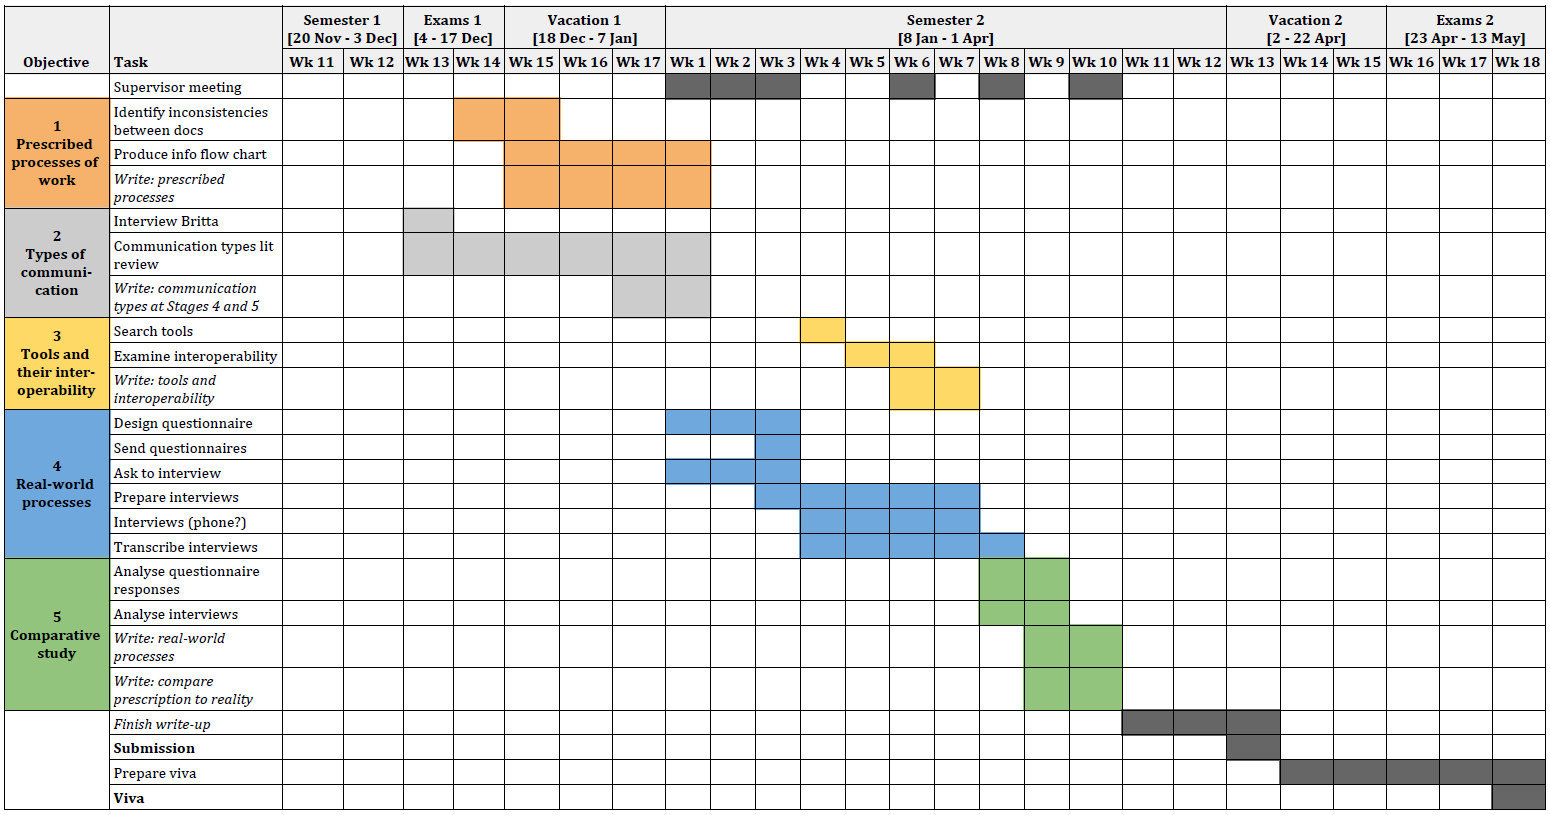 Semester 1
[20 Nov - 3 Dec]
Exams 1
[4 - 17 Dec]
Vacation 1
[18 Dec - 7 Jan]
Semester 2
[8 Jan - 1 Apr]
Vacation 2
[2 - 22 Apr]
Exams 2
[23 Apr - 13 May]
Objective Task Wk 11 Wk 12 Wk 13 Wk 14 Wk 15 Wk 16 Wk 17 Wk 1 Wk 2 Wk 3 Wk 4 Wk 5 Wk 6 Wk 7 Wk 8 Wk 9 Wk 10 Wk 11 Wk 12 Wk 13 Wk 14 Wk 15 Wk 16 Wk 17 Wk 18
Supervisor meeting
1
Prescribed
processes of
work
Identify inconsistencies
between docs
Produce info flow chart
Write: prescribed
processes
2
Types of
communi-
cation
Interview Britta
Communication types lit
review
Write: communication
types at Stages 4 and 5
3
Tools and
their inter-
operability
Search tools
Examine interoperability
Write: tools and
interoperability
4
Real-world
processes
Design questionnaire
Send questionnaires
Ask to interview
Prepare interviews
Interviews (phone?)
Transcribe interviews
5
Comparative
study
Analyse questionnaire
responses
Analyse interviews
Write: real-world
processes
Write: compare
prescription to reality
Finish write-up
Submission
Prepare viva
Viva